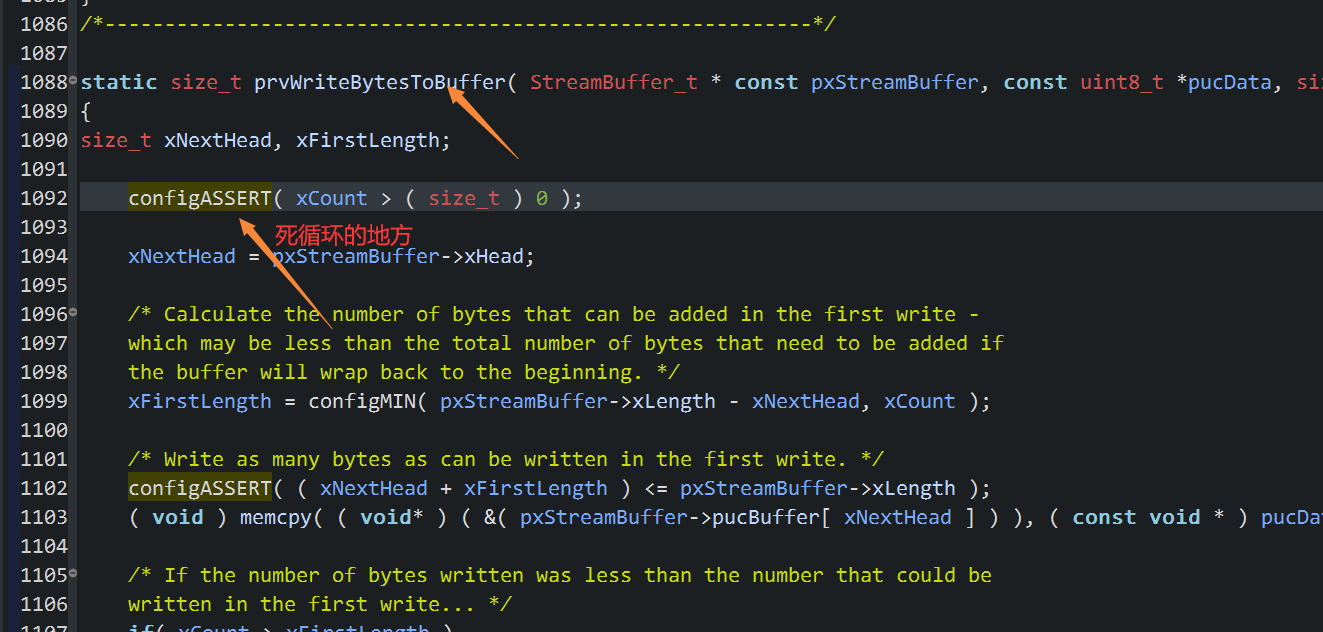 1086 /*-----------------------------------------------------------*/
1087
1088 static size_t prvWriteBytesToBuffer( StreamBuffer_t * const pxStreamBuffer, const uint8_t *pucData,
1089 {
1090 size_t xNextHead, xFirstLength;
1091
1092 configASSERT( xCount > ( size_t ) 0 );
1093 死循环的地方
1094 xNextHead = pxStreamBuffer->xHead;
1095
1096 /* Calculate the number of bytes that can be added in the first write -
1097 which may be less than the total number of bytes that need to be added if
1098 the buffer will wrap back to the beginning. */
1099 xFirstLength = configMIN( pxStreamBuffer->xLength - xNextHead, xCount );
1100
1101 /* Write as many bytes as can be written in the first write. */
1102 configASSERT( ( xNextHead + xFirstLength ) <= pxStreamBuffer->xLength );
1103 ( void ) memcpy( ( void* ) ( &( pxStreamBuffer->pucBuffer[ xNextHead ] ) ), ( const void * ) pucDa
1104
1105 /* If the number of bytes written was less than the number that could be
1106 written in the first write... */